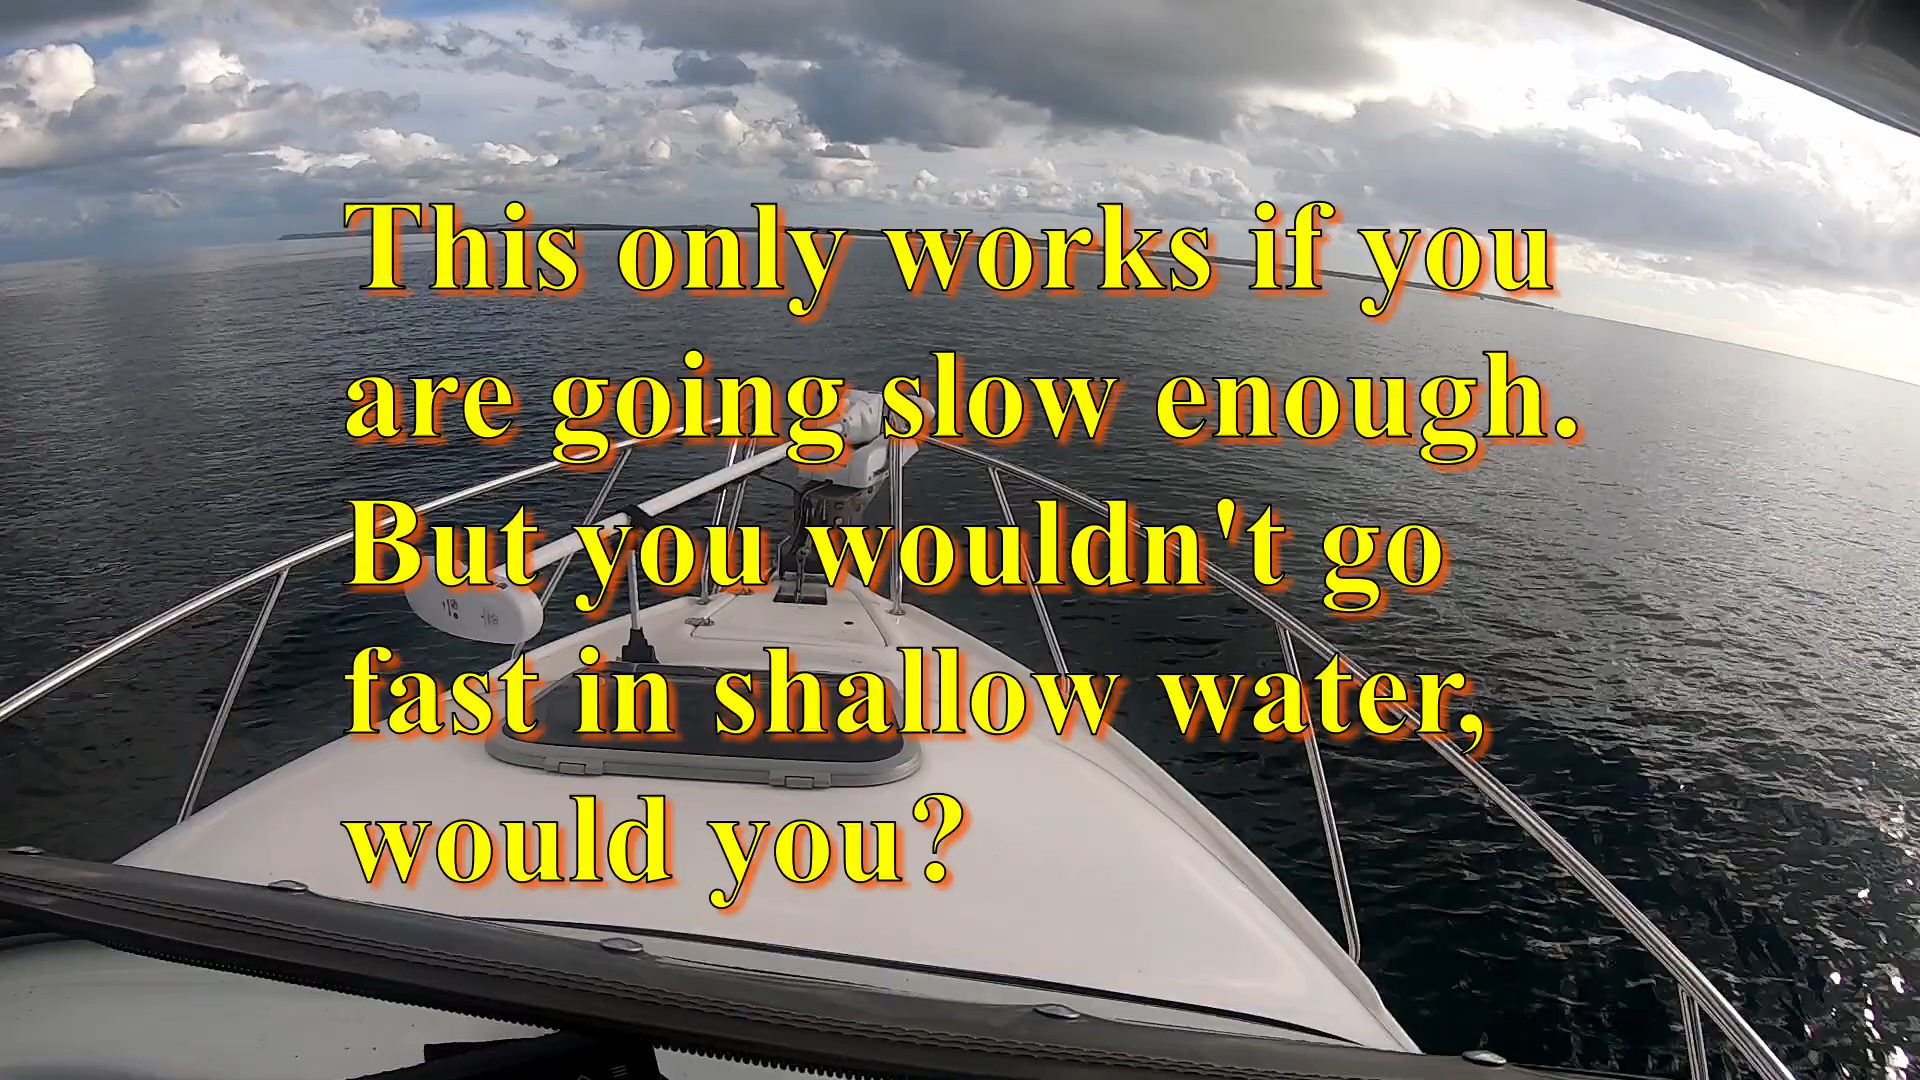 This only works if you
are going slow enough.
But you wouldn't go
fast in shallow water,
would you?